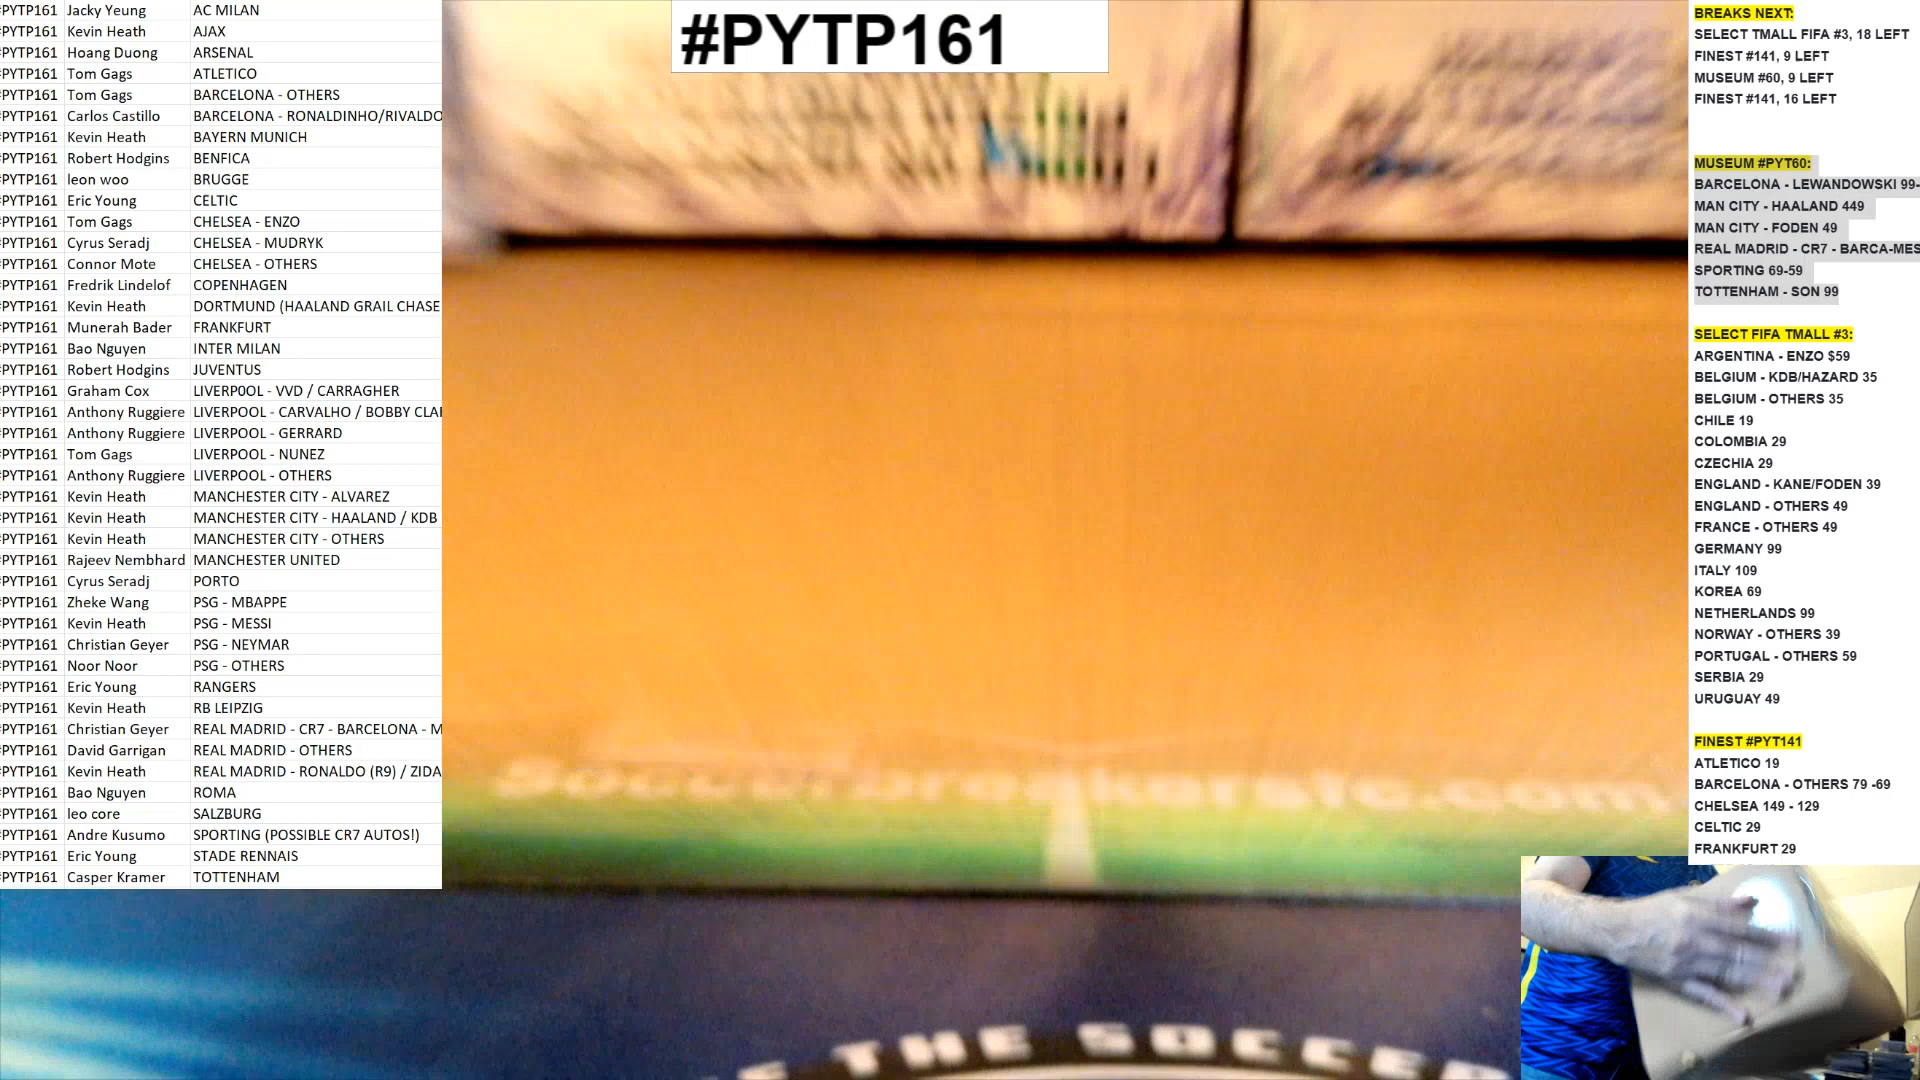 #PYTP161 Jacky Yeung AC MILAN
#PYTP161 Kevin Heath AJAX
#PYTP161 Hoang Duong ARSENAL
#PYTP161 Tom Gags ATLETICO
#PYTP161 Tom Gags BARCELONA - OTHERS
#PYTP161 Carlos Castillo BARCELONA - RONALDINHO/RIVALDO
#PYTP161 Kevin Heath BAYERN MUNICH
#PYTP161 Robert Hodgins BENFICA
#PYTP161 leon woo BRUGGE
#PYTP161 Eric Young CELTIC
#PYTP161 Tom Gags CHELSEA - ENZO
#PYTP161 Cyrus Seradj CHELSEA - MUDRYK
#PYTP161 Connor Mote CHELSEA - OTHERS
#PYTP161 Fredrik Lindelof COPENHAGEN
#PYTP161 Kevin Heath DORTMUND (HAALAND GRAIL CHASE
#PYTP161 Munerah Bader FRANKFURT
#PYTP161 Bao Nguyen INTER MILAN
#PYTP161 Robert Hodgins JUVENTUS
#PYTP161 Graham Cox LIVERP0OL - VVD / CARRAGHER
#PYTP161 Anthony Ruggiere LIVERPOOL - CARVALHO / BOBBY CLA
#PYTP161 Anthony Ruggiere LIVERPOOL - GERRARD
#PYTP161 Tom Gags LIVERPOOL - NUNEZ
#PYTP161 Anthony Ruggiere LIVERPOOL - OTHERS
#PYTP161 Kevin Heath MANCHESTER CITY - ALVAREZ
#PYTP161 Kevin Heath MANCHESTER CITY - HAALAND / KDB
#PYTP161 Kevin Heath MANCHESTER CITY - OTHERS
#PYTP161 Rajeev Nembhard MANCHESTER UNITED
#PYTP161 Cyrus Seradj PORTO
#PYTP161 Zheke Wang PSG - MBAPPE
#PYTP161 Kevin Heath PSG - MESSI
#PYTP161 Christian Geyer PSG - NEYMAR
#PYTP161 Noor Noor PSG - OTHERS
#PYTP161 Eric Young RANGERS
#PYTP161 Kevin Heath RB LEIPZIG
#PYTP161 Christian Geyer REAL MADRID - CR7 - BARCELONA - M
#PYTP161 David Garrigan REAL MADRID - OTHERS
#PYTP161 Kevin Heath REAL MADRID - RONALDO (R9) / ZIDA
#PYTP161 Bao Nguyen ROMA
#PYTP161 leo core SALZBURG
#PYTP161 Andre Kusumo SPORTING (POSSIBLE CR7 AUTOS!)
#PYTP161 Eric Young STADE RENNAIS
#PYTP161 Casper Kramer TOTTENHAM
#PYTP161
Soccerbreakersfc.com
THE SOCCER
BREAKS NEXT:
SELECT TMALL FIFA #3, 18 LEFT
FINEST #141, 9 LEFT
MUSEUM #60, 9 LEFT
FINEST #141, 16 LEFT
MUSEUM #PYT60:
BARCELONA - LEWANDOWSKI 99-
MAN CITY - HAALAND 449
MAN CITY - FODEN 49
REAL MADRID - CR7 - BARCA-MES
SPORTING 69-59
TOTTENHAM - SON 99
SELECT FIFA TMALL #3:
ARGENTINA - ENZO $59
BELGIUM - KDB/HAZARD 35
BELGIUM - OTHERS 35
CHILE 19
COLOMBIA 29
CZECHIA 29
ENGLAND - KANE/FODEN 39
ENGLAND - OTHERS 49
FRANCE - OTHERS 49
GERMANY 99
ITALY 109
KOREA 69
NETHERLANDS 99
NORWAY - OTHERS 39
PORTUGAL - OTHERS 59
SERBIA 29
URUGUAY 49
FINEST #PYT141
ATLETICO 19
BARCELONA - OTHERS 79 -69
CHELSEA 149 - 129
CELTIC 29
FRANKFURT 29